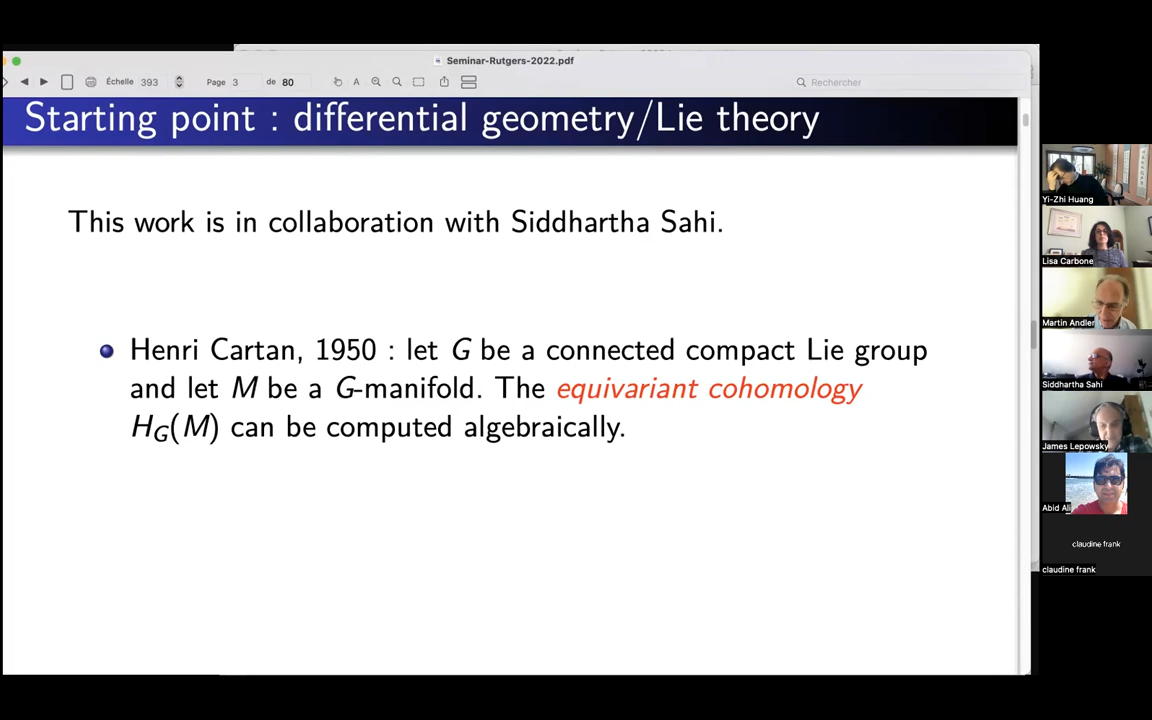 Seminar-Rutgers-2022.pdf
Échelle 393 Page 3 de 80 Rechercher
Starting point : differential geometry/Lie theory
This work is in collaboration with Siddhartha Sahi.
Henri Cartan, 1950 : let G be a connected compact Lie group
and let M be a G-manifold. The equivariant cohomology
H_G(M) can be computed algebraically.
Yi-Zhi Huang
Lisa Carbone
Martin Andler
Siddhartha Sahi
James Lepowsky
Abid Ali
claudine frank
claudine frank